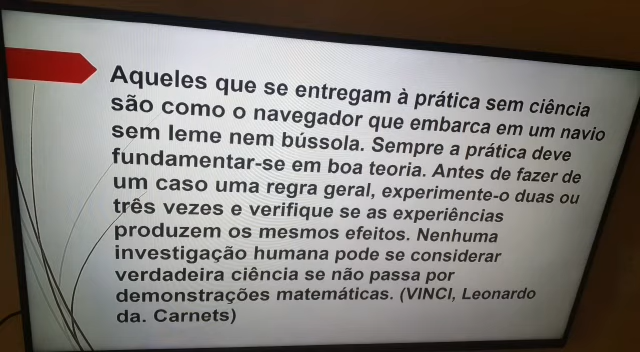 Aqueles que se entregam à prática sem ciência
são como o navegador que embarca em um navio
sem leme nem bússola. Sempre a prática deve
fundamentar-se em boa teoria. Antes de fazer de
um caso uma regra geral, experimente-o duas ou
três vezes e verifique se as experiências
produzem os mesmos efeitos. Nenhuma
investigação humana pode se considerar
verdadeira ciência se não passa por
demonstrações matemáticas. (VINCI, Leonardo
da. Carnets)